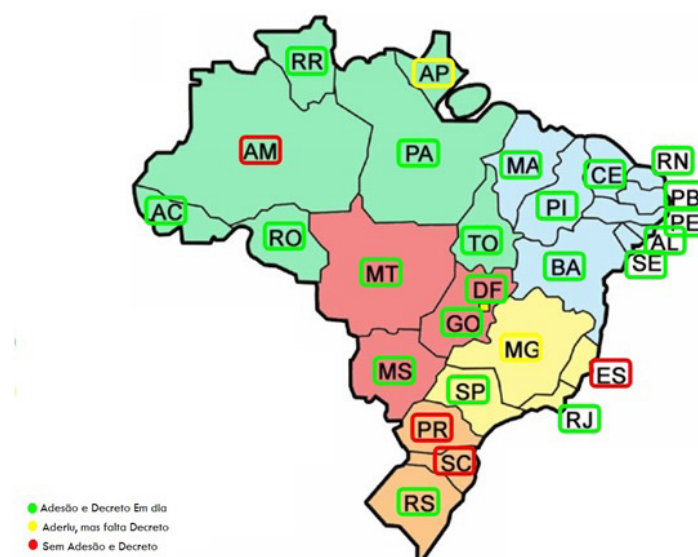 RR
AP
AM
PA
MA
CE
RN
PB
PI
PE
AC
RO
TO
AL
SE
MT
BA
DF
GO
MG
MS
SP
ES
RJ
PR
SC
RS
Adesão e Decreto Em dia
Aderiu, mas falta Decreto
Sem Adesão e Decreto